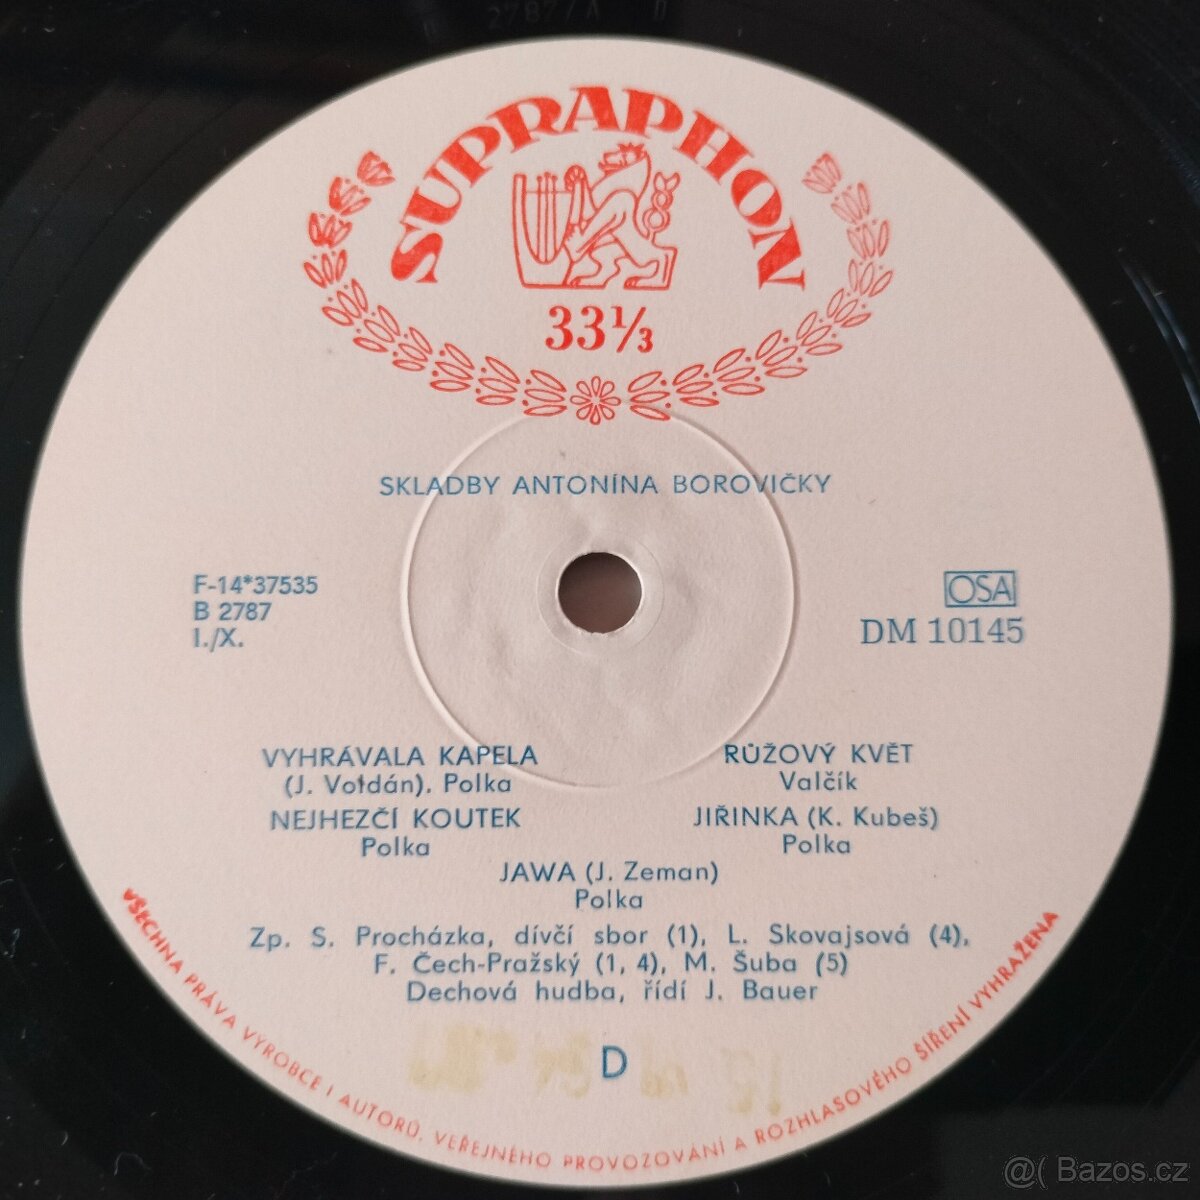 2787/A D
SUPRAPHON
33⅓
SKLADBY ANTONÍNA BOROVIČKY
F-14*37535
B 2787
I./X.
OSA
DM 10145
VYHRÁVALA KAPELA
(J. Votdán). Polka
NEJHEZČÍ KOUTEK
Polka
RŮŽOVÝ KVĚT
Valčík
JIŘINKA (K. Kubeš)
Polka
JAWA (J. Zeman)
Polka
Zp. S. Procházka, dívčí sbor (1), L. Skovajsová (4),
F. Čech-Pražský (1, 4), M. Šuba (5)
Dechová hudba, řídí J. Bauer
D
VŠECHNA PRÁVA VÝROBCE I AUTORŮ, VEŘEJNÉHO PROVOZOVÁNÍ A ROZHLASOVÉHO ŠÍŘENÍ VYHRAŽENA
@( Bazos.cz